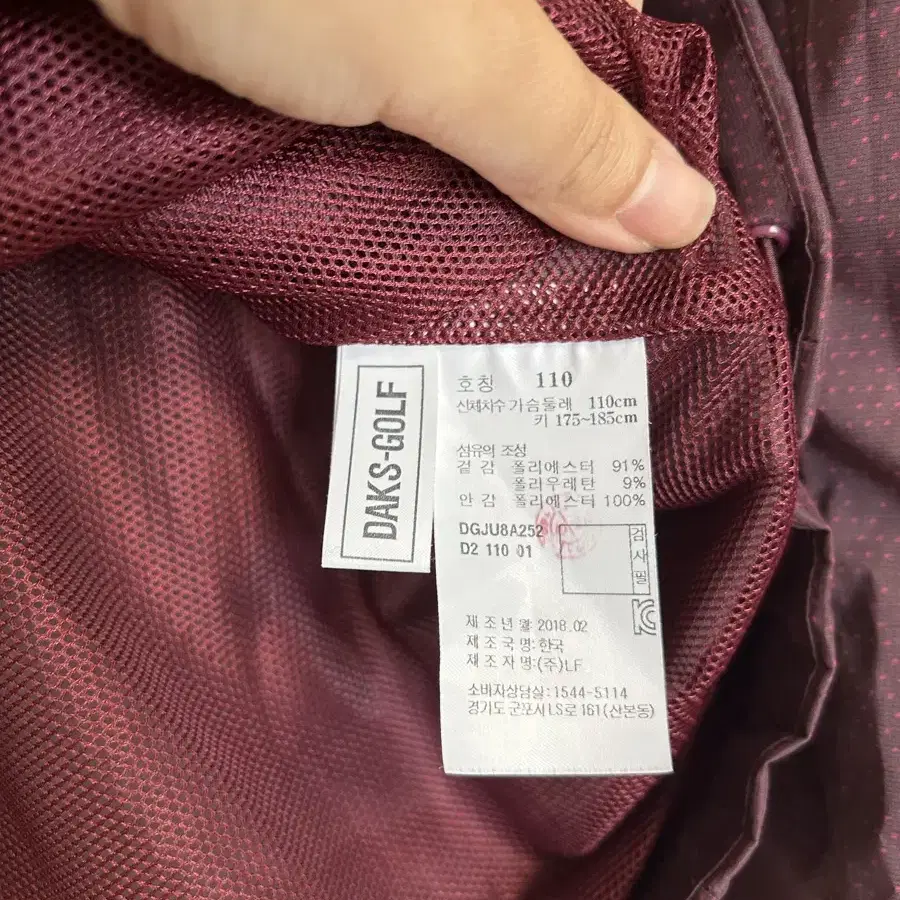 DAKS-GOLF
호칭 110
신체치수 가슴둘레 110cm
키 175~185cm
섬유의 조성
겉감 폴리에스터 91%
폴리우레탄 9%
안감 폴리에스터 100%
DGJU8A252
D2 110 01
검사필
제조년월 2018.02
제조국명:한국
제조자명:(주)LF
소비자상담실:1544-5114
경기도 군포시 LS로 161(산본동)